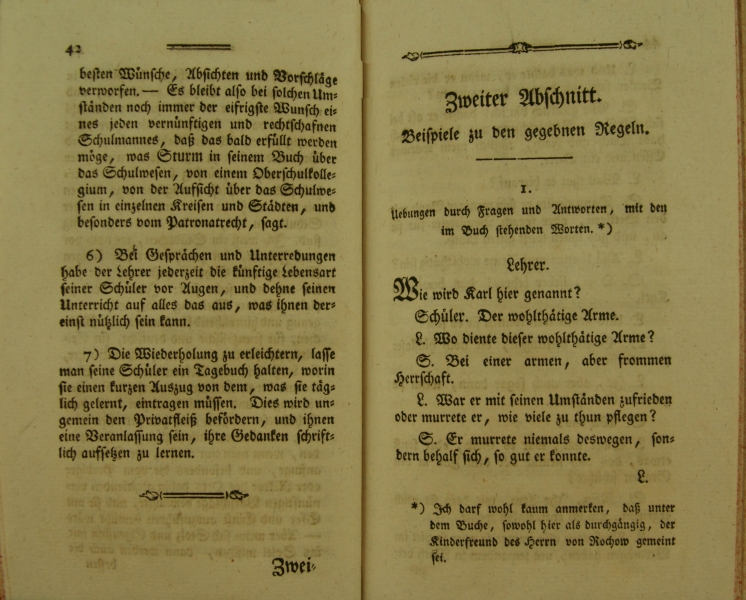 42
besten Wünsche, Absichten und Vorschläge
verworfen. — Es bleibt also bei solchen Um-
ständen noch immer der eifrigste Wunsch ei-
nes jeden vernünftigen und rechtschafnen
Schulmannes, daß das bald erfüllt werden
möge, was Sturm in seinem Buch über
das Schulwesen, von einem Oberschulkolle-
gium, von der Aufsicht über das Schulwe-
sen in einzelnen Kreisen und Städten, und
besonders vom Patronatrecht, sagt.
6) Bei Gesprächen und Unterredungen
habe der Lehrer jederzeit die künftige Lebensart
seiner Schüler vor Augen, und dehne seinen
Unterricht auf alles das aus, was ihnen der-
einst nützlich sein kann.
7) Die Wiederholung zu erleichtern, lasse
man seine Schüler ein Tagebuch halten, worin
sie einen kurzen Auszug von dem, was sie täg-
lich gelernt, eintragen müssen. Dies wird un-
gemein den Privatfleiß befördern, und ihnen
eine Veranlassung sein, ihre Gedanken schrift-
lich aufsetzen zu lernen.
Zwei-
Zweiter Abschnitt.
Beispiele zu den gegebnen Regeln.
1.
Uebungen durch Fragen und Antworten, mit den
im Buch stehenden Worten. *)
Lehrer.
Wie wird Karl hier genannt?
Schüler. Der wohlthätige Arme.
L. Wo diente dieser wohlthätige Arme?
S. Bei einer armen, aber frommen
Herrschaft.
L. War er mit seinen Umständen zufrieden
oder murrete er, wie viele zu thun pflegen?
S. Er murrete niemals deswegen, son-
dern behalf sich, so gut er konnte.
L.
*) Ich darf wohl kaum anmerken, daß unter
dem Buche, sowohl hier als durchgängig, der
Kinderfreund des Herrn von Rochow gemeint
sei.